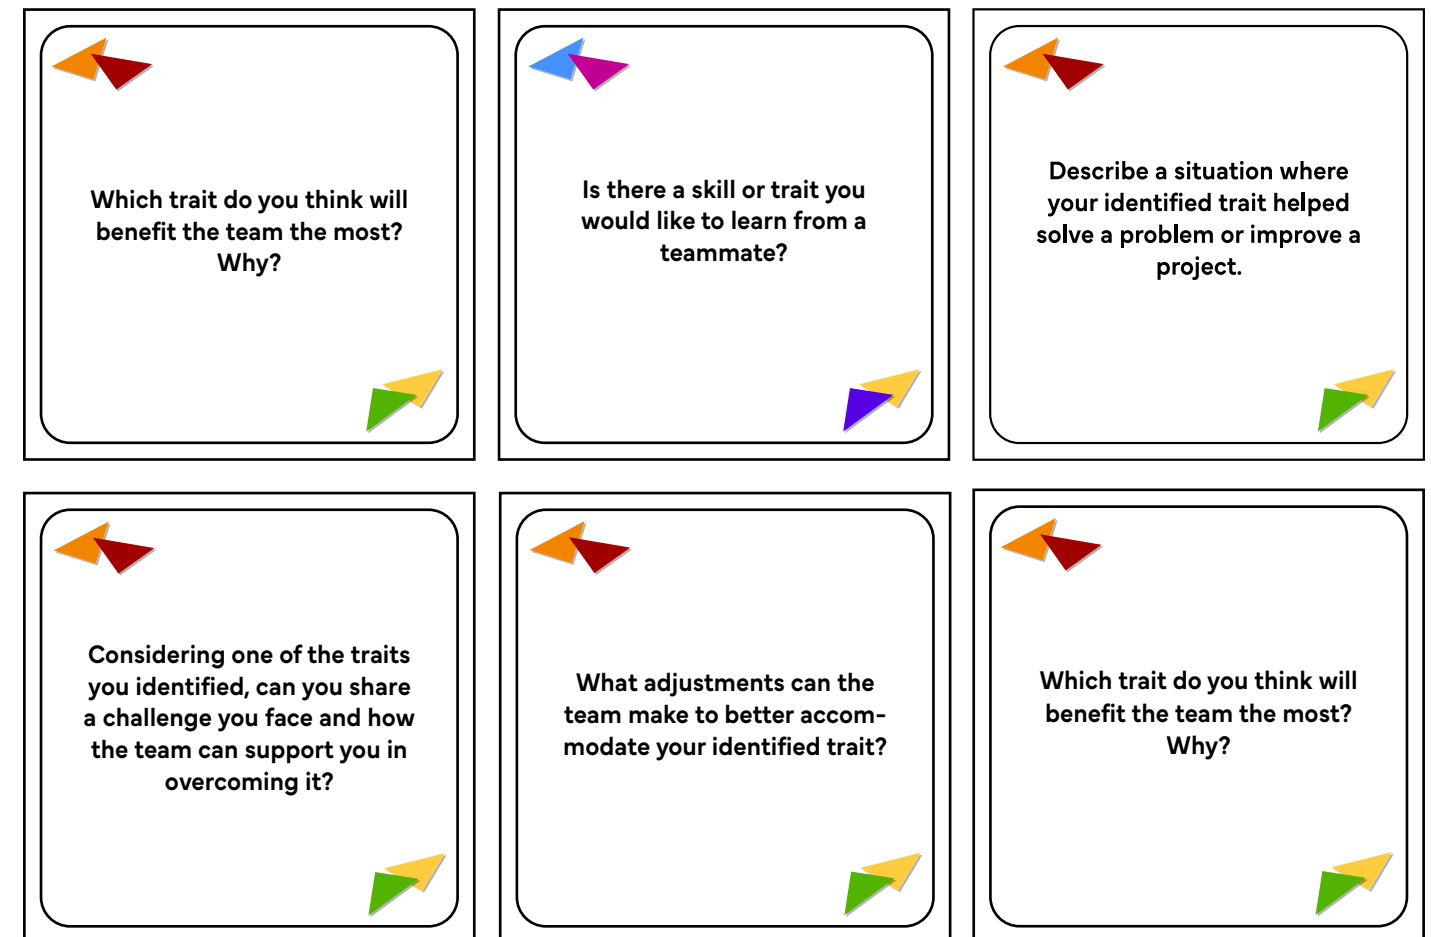 Which trait do you think will
benefit the team the most?
Why?
Is there a skill or trait you
would like to learn from a
teammate?
Describe a situation where
your identified trait helped
solve a problem or improve a
project.
Considering one of the traits
you identified, can you share
a challenge you face and how
the team can support you in
overcoming it?
What adjustments can the
team make to better accom-
modate your identified trait?
Which trait do you think will
benefit the team the most?
Why?